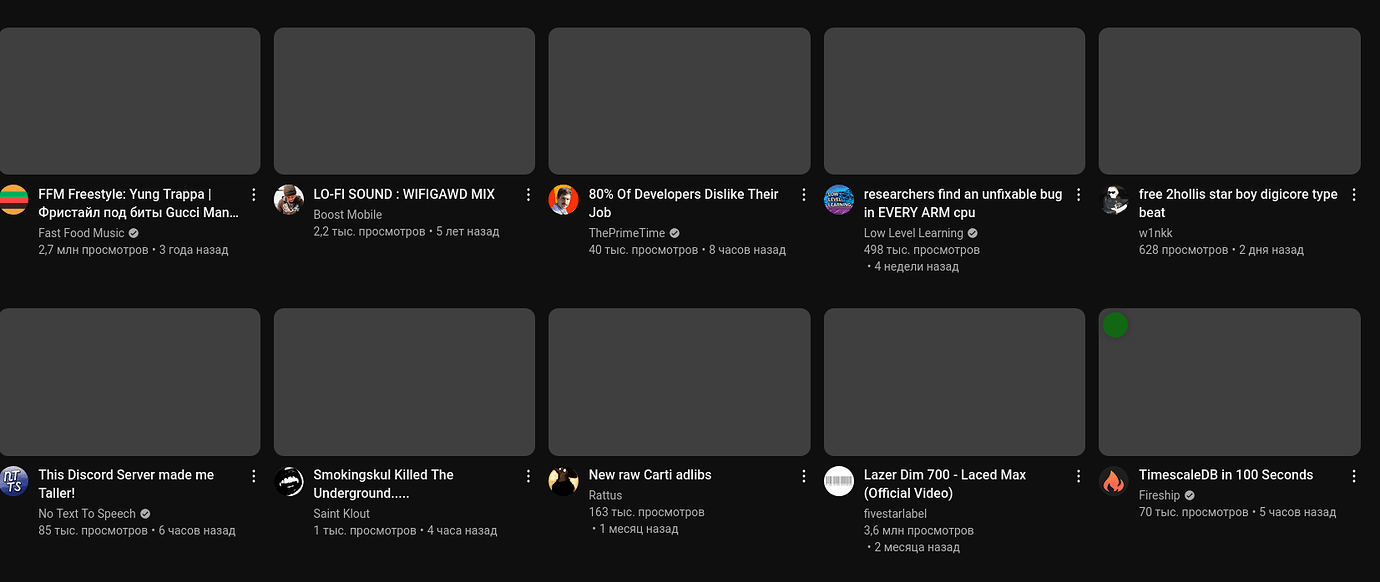 FFM Freestyle: Yung Trappa |
Фристайл под биты Gucci Man...
Fast Food Music
2,7 млн просмотров • 3 года назад
LO-FI SOUND : WIFIGAWD MIX
Boost Mobile
2,2 тыс. просмотров • 5 лет назад
80% Of Developers Dislike Their
Job
ThePrimeTime
40 тыс. просмотров • 8 часов назад
LOW LEVEL LEARNING
researchers find an unfixable bug
in EVERY ARM cpu
Low Level Learning
498 тыс. просмотров
• 4 недели назад
free 2hollis star boy digicore type
beat
w1nkk
628 просмотров • 2 дня назад
NT
TS
This Discord Server made me
Taller!
No Text To Speech
85 тыс. просмотров • 6 часов назад
Smokingskul Killed The
Underground.....
Saint Klout
1 тыс. просмотров • 4 часа назад
New raw Carti adlibs
Rattus
163 тыс. просмотров
• 1 месяц назад
Lazer Dim 700 - Laced Max
(Official Video)
fivestarlabel
3,6 млн просмотров
• 2 месяца назад
TimescaleDB in 100 Seconds
Fireship
70 тыс. просмотров • 5 часов назад